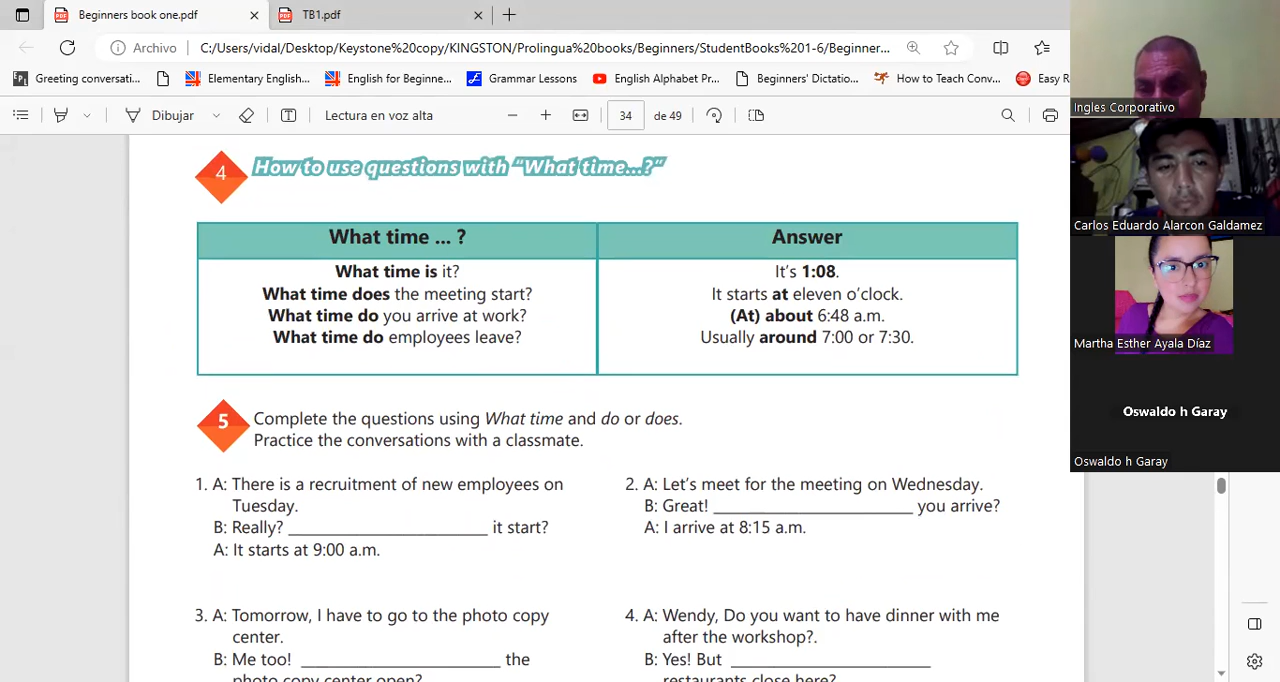 Beginners book one.pdf
TB1.pdf
Archivo
C:/Users/vidal/Desktop/Keystone%20copy/KINGSTON/Prolingua%20books/Beginners/StudentBooks%201-6/Beginner...
Greeting conversati...
Elementary English...
English for Beginne...
Grammar Lessons
English Alphabet Pr...
Beginners' Dictatio...
How to Teach Conv...
Easy R
Dibujar
Lectura en voz alta
34
de 49
4
How to use questions with “What time...?”
What time ... ?
Answer
What time is it?
It's 1:08.
What time does the meeting start?
It starts at eleven o'clock.
What time do you arrive at work?
(At) about 6:48 a.m.
What time do employees leave?
Usually around 7:00 or 7:30.
5
Complete the questions using What time and do or does.
Practice the conversations with a classmate.
1. A: There is a recruitment of new employees on
Tuesday.
B: Really? ______________________ it start?
A: It starts at 9:00 a.m.
2. A: Let's meet for the meeting on Wednesday.
B: Great! ______________________ you arrive?
A: I arrive at 8:15 a.m.
3. A: Tomorrow, I have to go to the photo copy
center.
B: Me too! ______________________ the
photo copy center open?
4. A: Wendy, Do you want to have dinner with me
after the workshop?.
B: Yes! But ______________________
restaurants close here?
Ingles Corporativo
Carlos Eduardo Alarcon Galdamez
Martha Esther Ayala Díaz
Oswaldo h Garay
Oswaldo h Garay